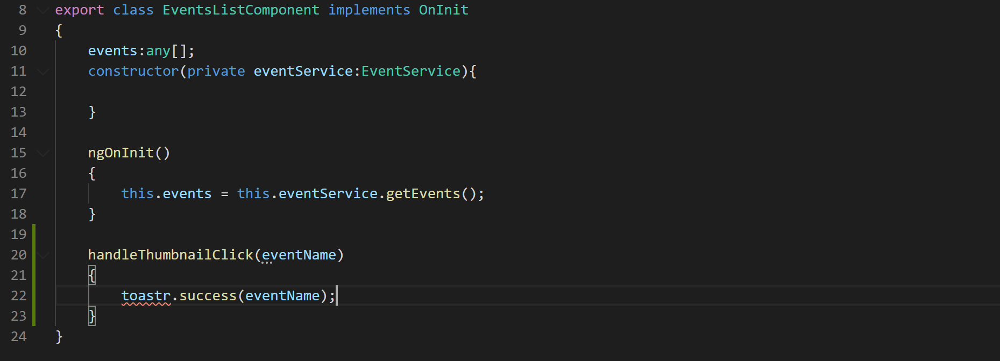 8 export class EventsListComponent implements OnInit
9 {
10     events:any[];
11     constructor(private eventService:EventService){
12
13     }
14
15     ngOnInit()
16     {
17         this.events = this.eventService.getEvents();
18     }
19
20     handleThumbnailClick(eventName)
21     {
22         toastr.success(eventName);
23     }
24 }